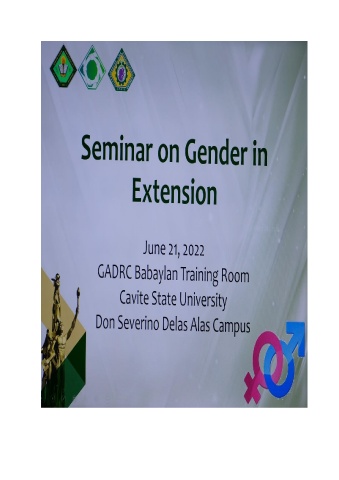 Seminar on Gender in
Extension
June 21, 2022
GADRC Babaylan Training Room
Cavite State University
Don Severino Delas Alas Campus